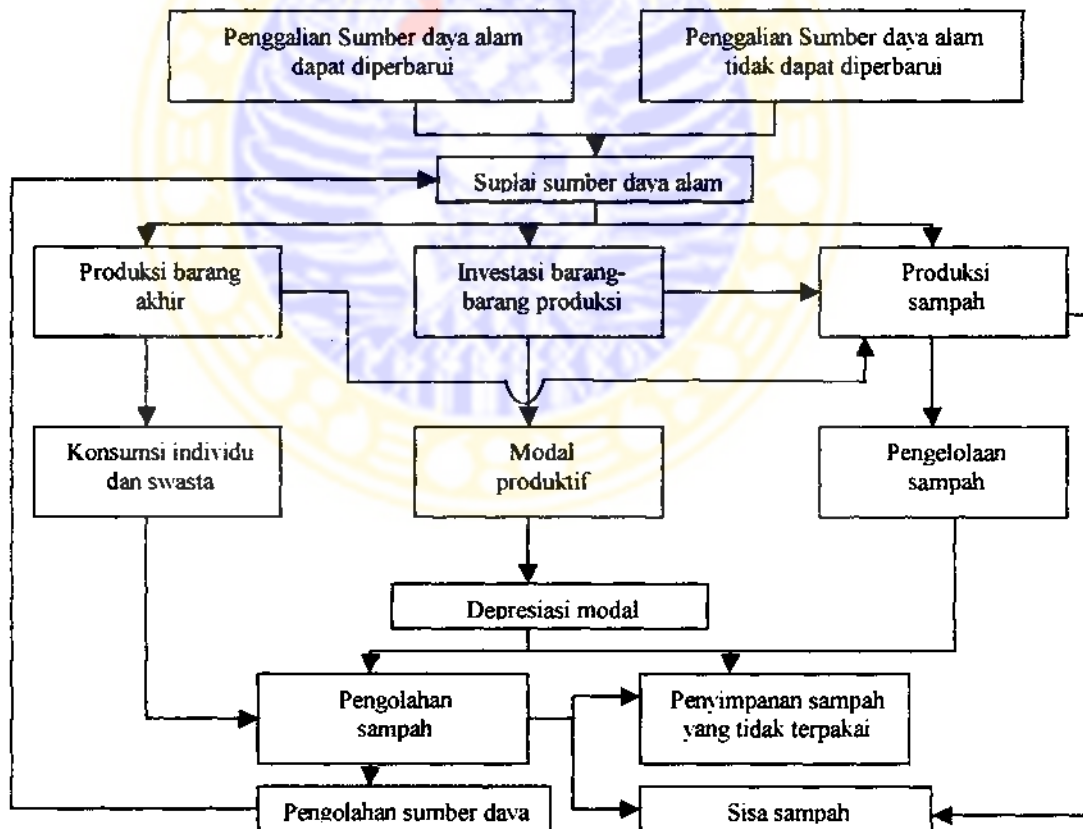 Penggalian Sumber daya alam
dapat diperbarui
Penggalian Sumber daya alam
tidak dapat diperbarui
Suplai sumber daya alam
Produksi barang
akhir
Investasi barang-
barang produksi
Produksi
sampah
Konsumsi individu
dan swasta
Modal
produktif
Pengelolaan
sampah
Depresiasi modal
Pengolahan
sampah
Penyimpanan sampah
yang tidak terpakai
Pengolahan sumber daya
Sisa sampah